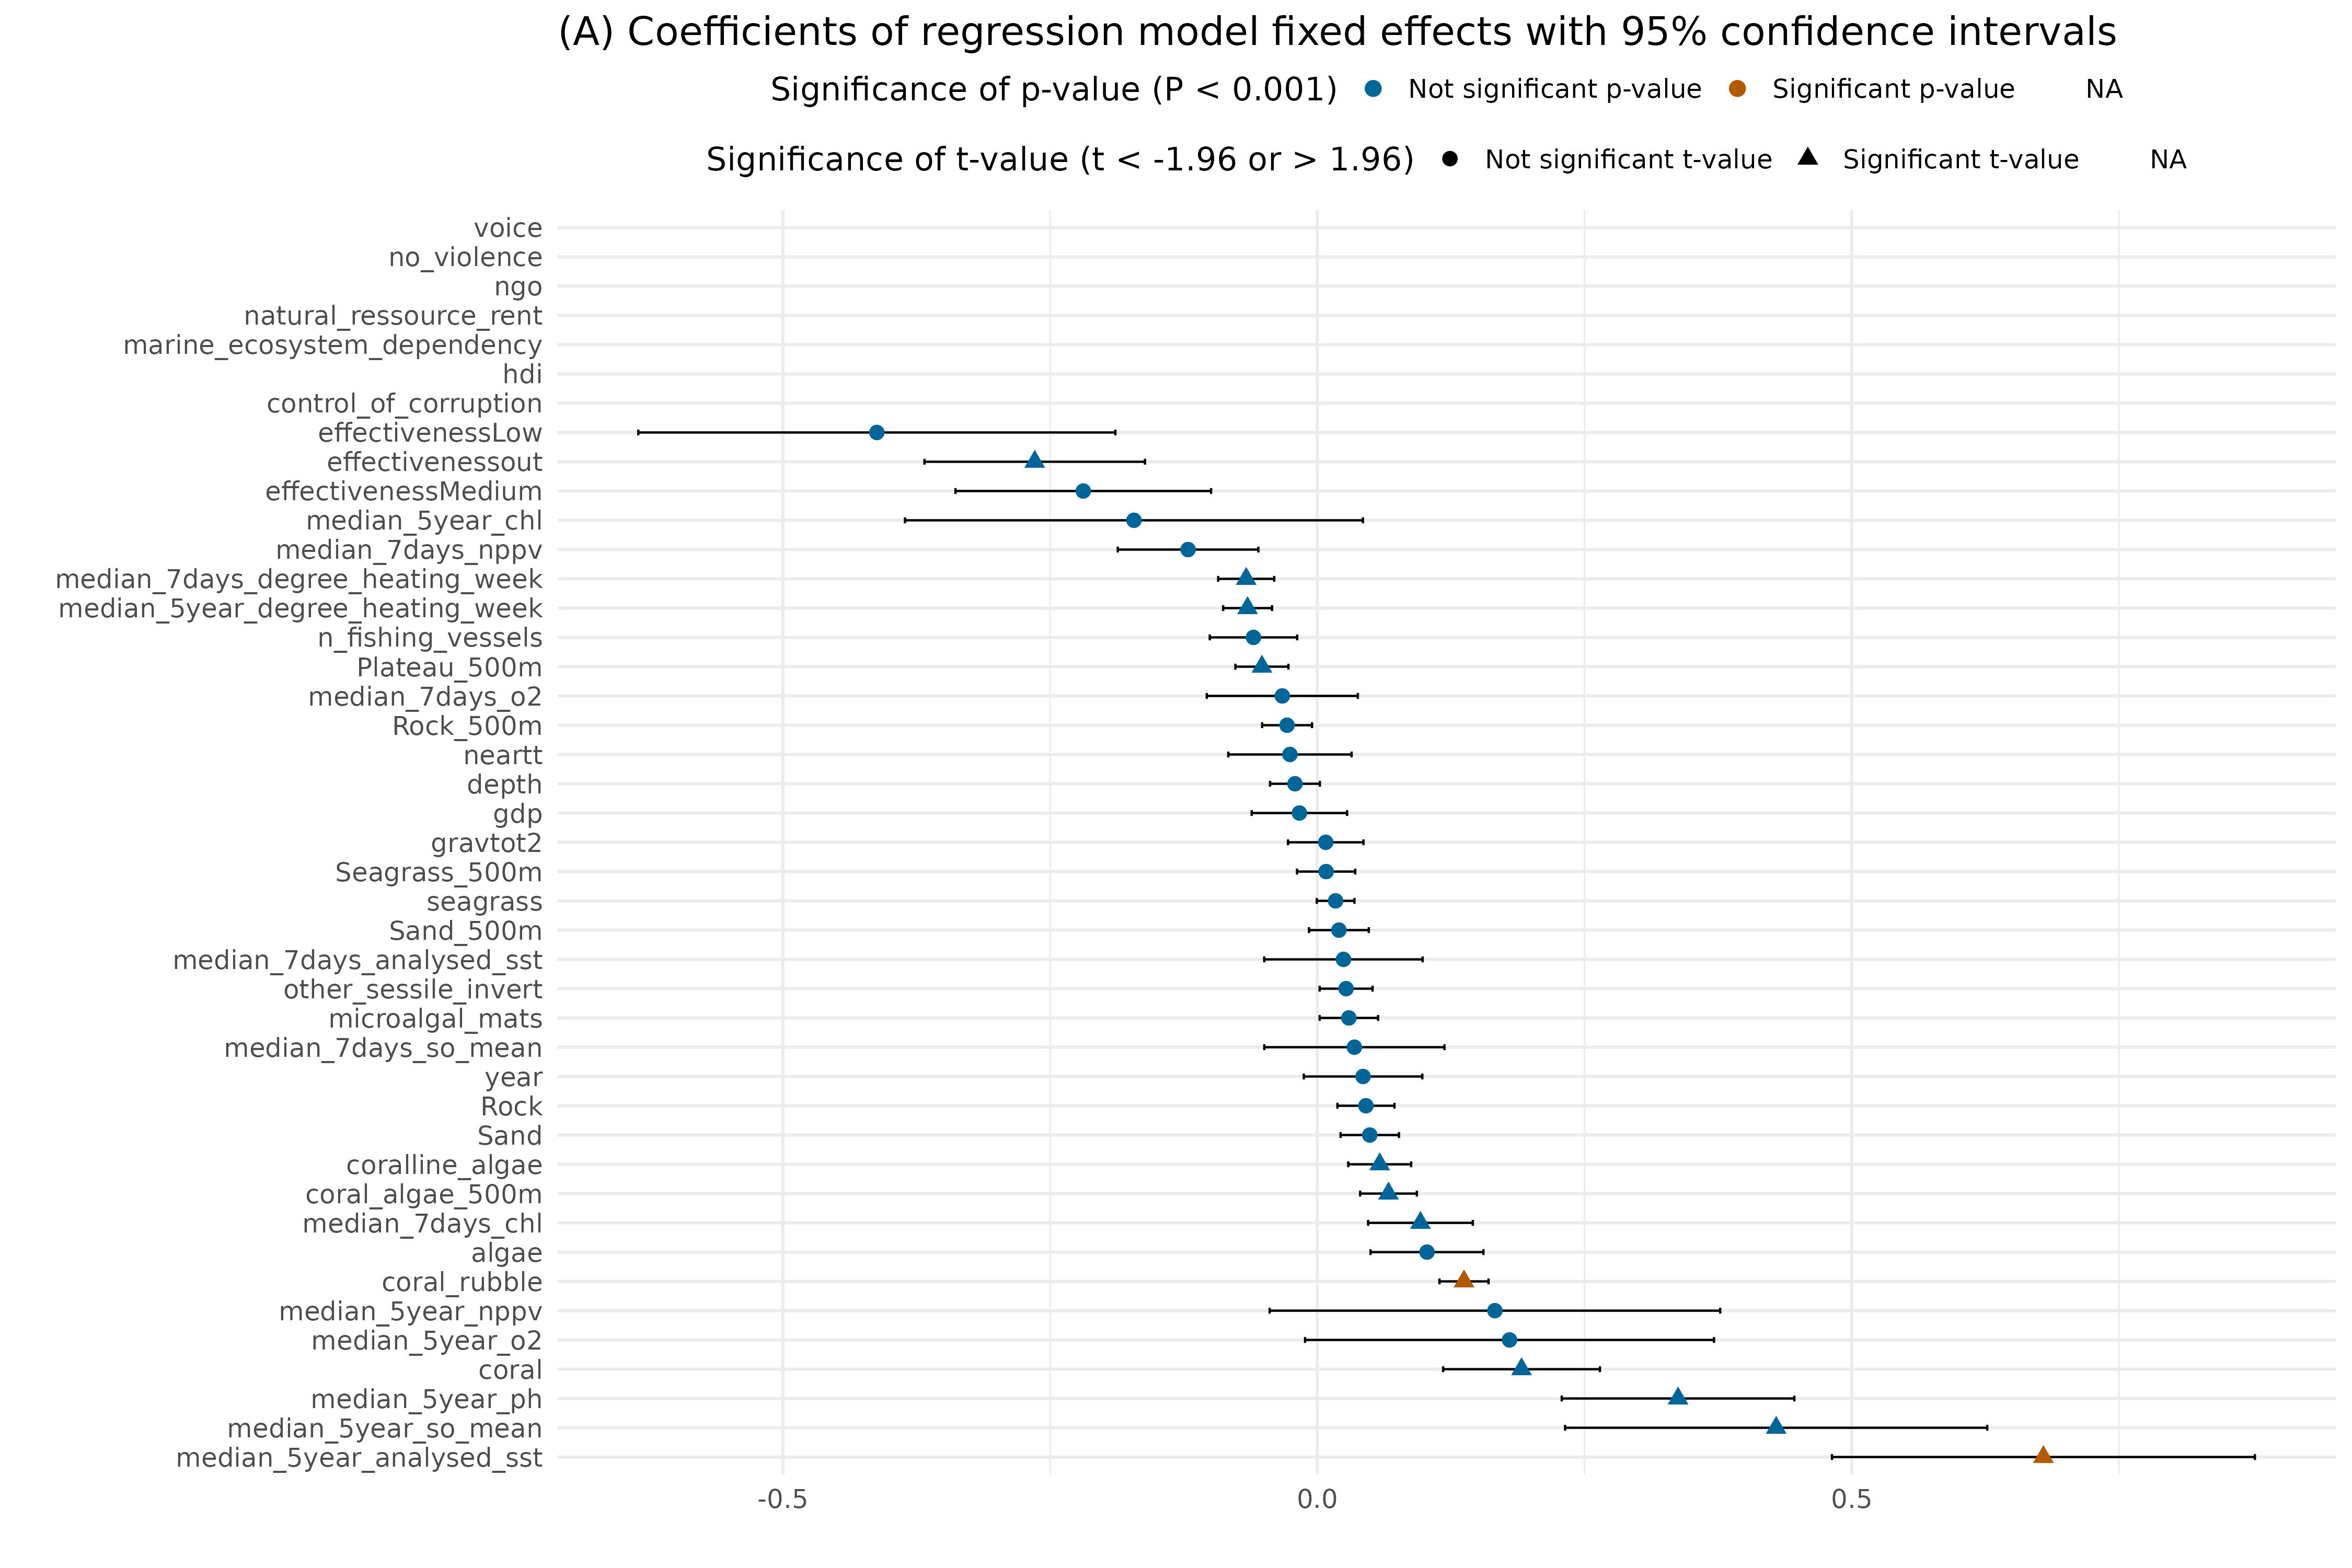 (A) Coefficients of regression model fixed effects with 95% confidence intervals
Significance of p-value (P < 0.001) Not significant p-value Significant p-value NA
Significance of t-value (t < -1.96 or > 1.96) Not significant t-value Significant t-value NA
voice
no_violence
ngo
natural_ressource_rent
marine_ecosystem_dependency
hdi
control_of_corruption
effectivenessLow
effectivenessout
effectivenessMedium
median_5year_chl
median_7days_nppv
median_7days_degree_heating_week
median_5year_degree_heating_week
n_fishing_vessels
Plateau_500m
median_7days_o2
Rock_500m
neartt
depth
gdp
gravtot2
Seagrass_500m
seagrass
Sand_500m
median_7days_analysed_sst
other_sessile_invert
microalgal_mats
median_7days_so_mean
year
Rock
Sand
coralline_algae
coral_algae_500m
median_7days_chl
algae
coral_rubble
median_5year_nppv
median_5year_o2
coral
median_5year_ph
median_5year_so_mean
median_5year_analysed_sst
-0.5 0.0 0.5